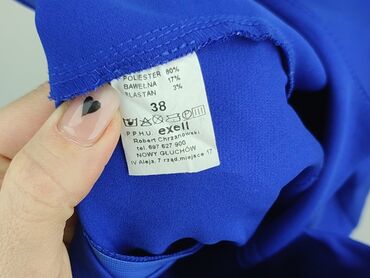 POLIESTER 80%
BAWEŁNA 17%
ELASTAN 3%
38
P.P.H.U. exell
Robert Chrzanowski
tel. 697 627 900
NOWY GŁUCHÓW
IV Aleja, 7 rząd, miejsce 17